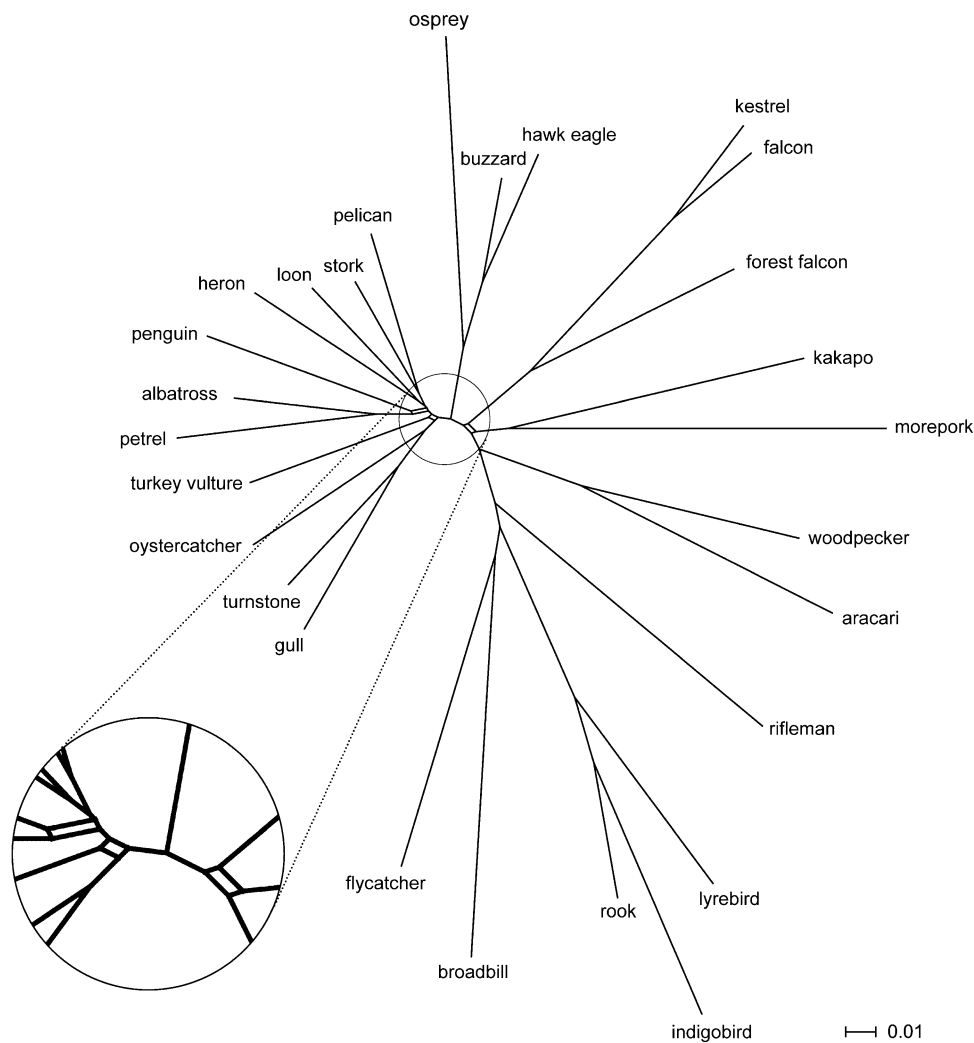 osprey
kestrel
hawk eagle
falcon
buzzard
pelican
forest falcon
stork
loon
heron
penguin
kakapo
albatross
morepork
petrel
turkey vulture
woodpecker
oystercatcher
turnstone
aracari
gull
rifleman
flycatcher
lyrebird
rook
broadbill
indigobird
0.01